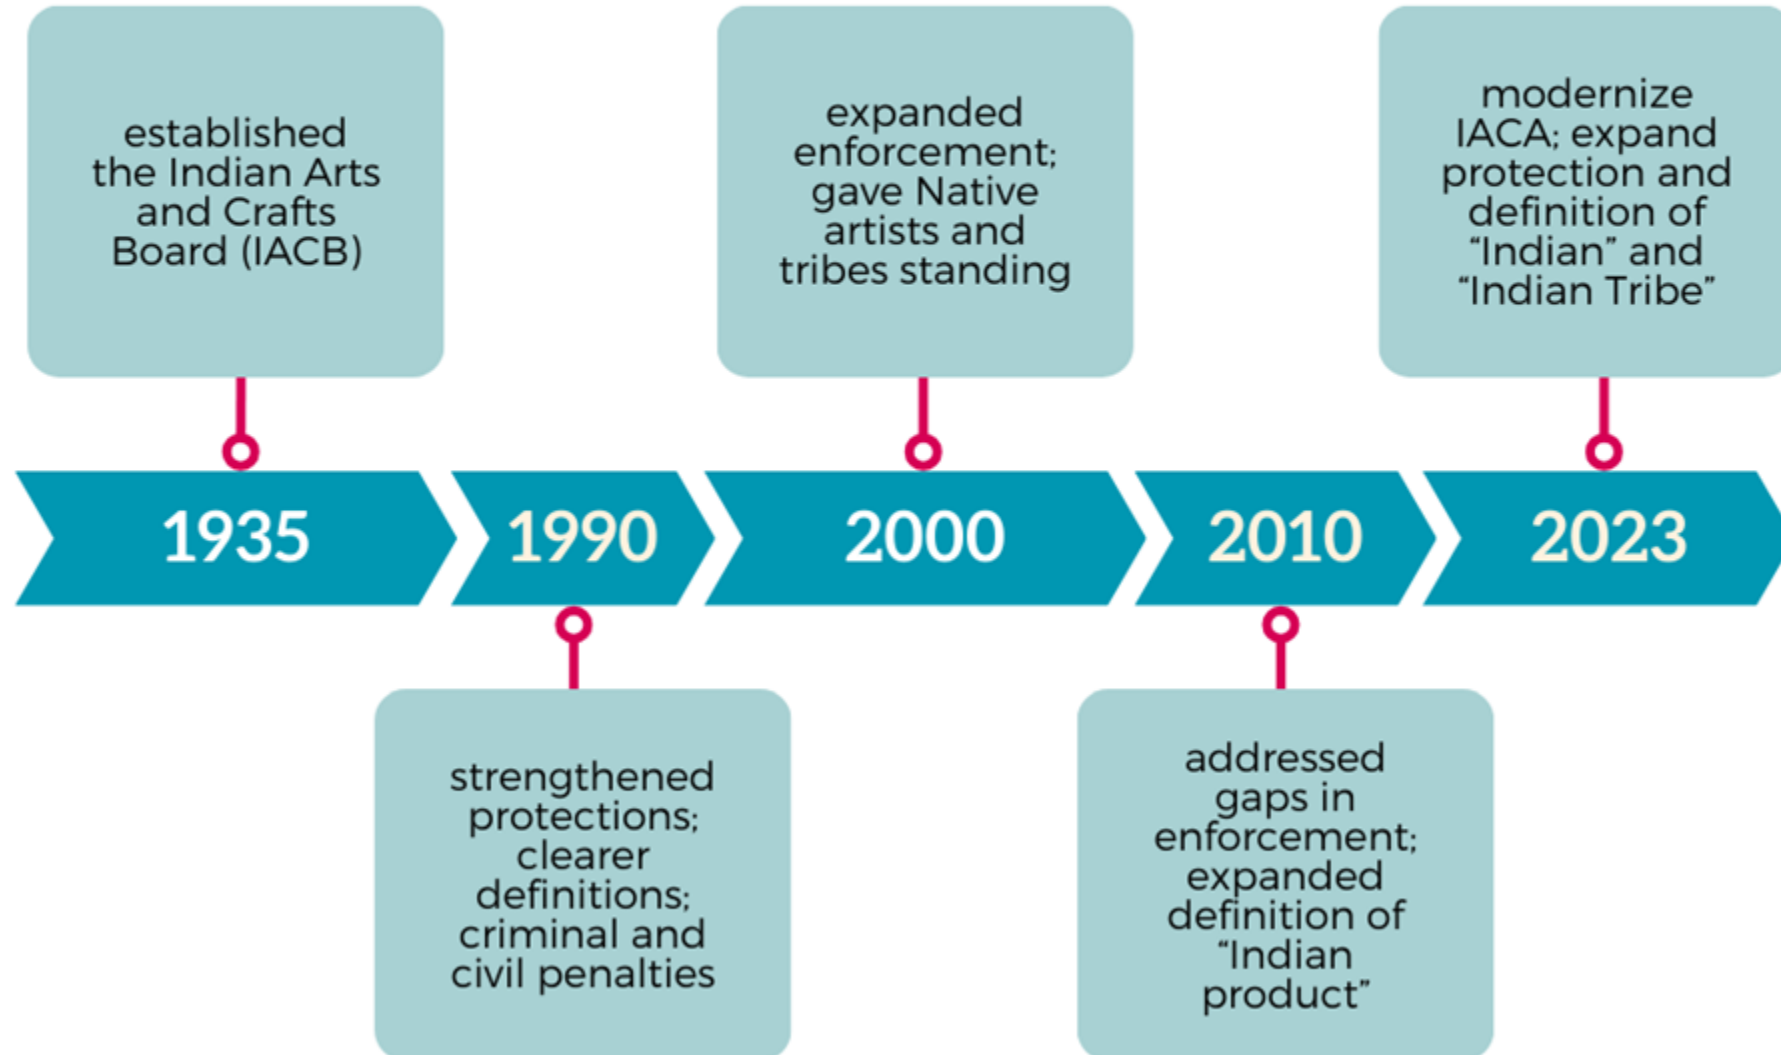 established
the Indian Arts
and Crafts
Board (IACB)
expanded
enforcement;
gave Native
artists and
tribes standing
modernize
IACA; expand
protection and
definition of
“Indian” and
“Indian Tribe”
1935
1990
2000
2010
2023
strengthened
protections;
clearer
definitions;
criminal and
civil penalties
addressed
gaps in
enforcement;
expanded
definition of
“Indian
product”